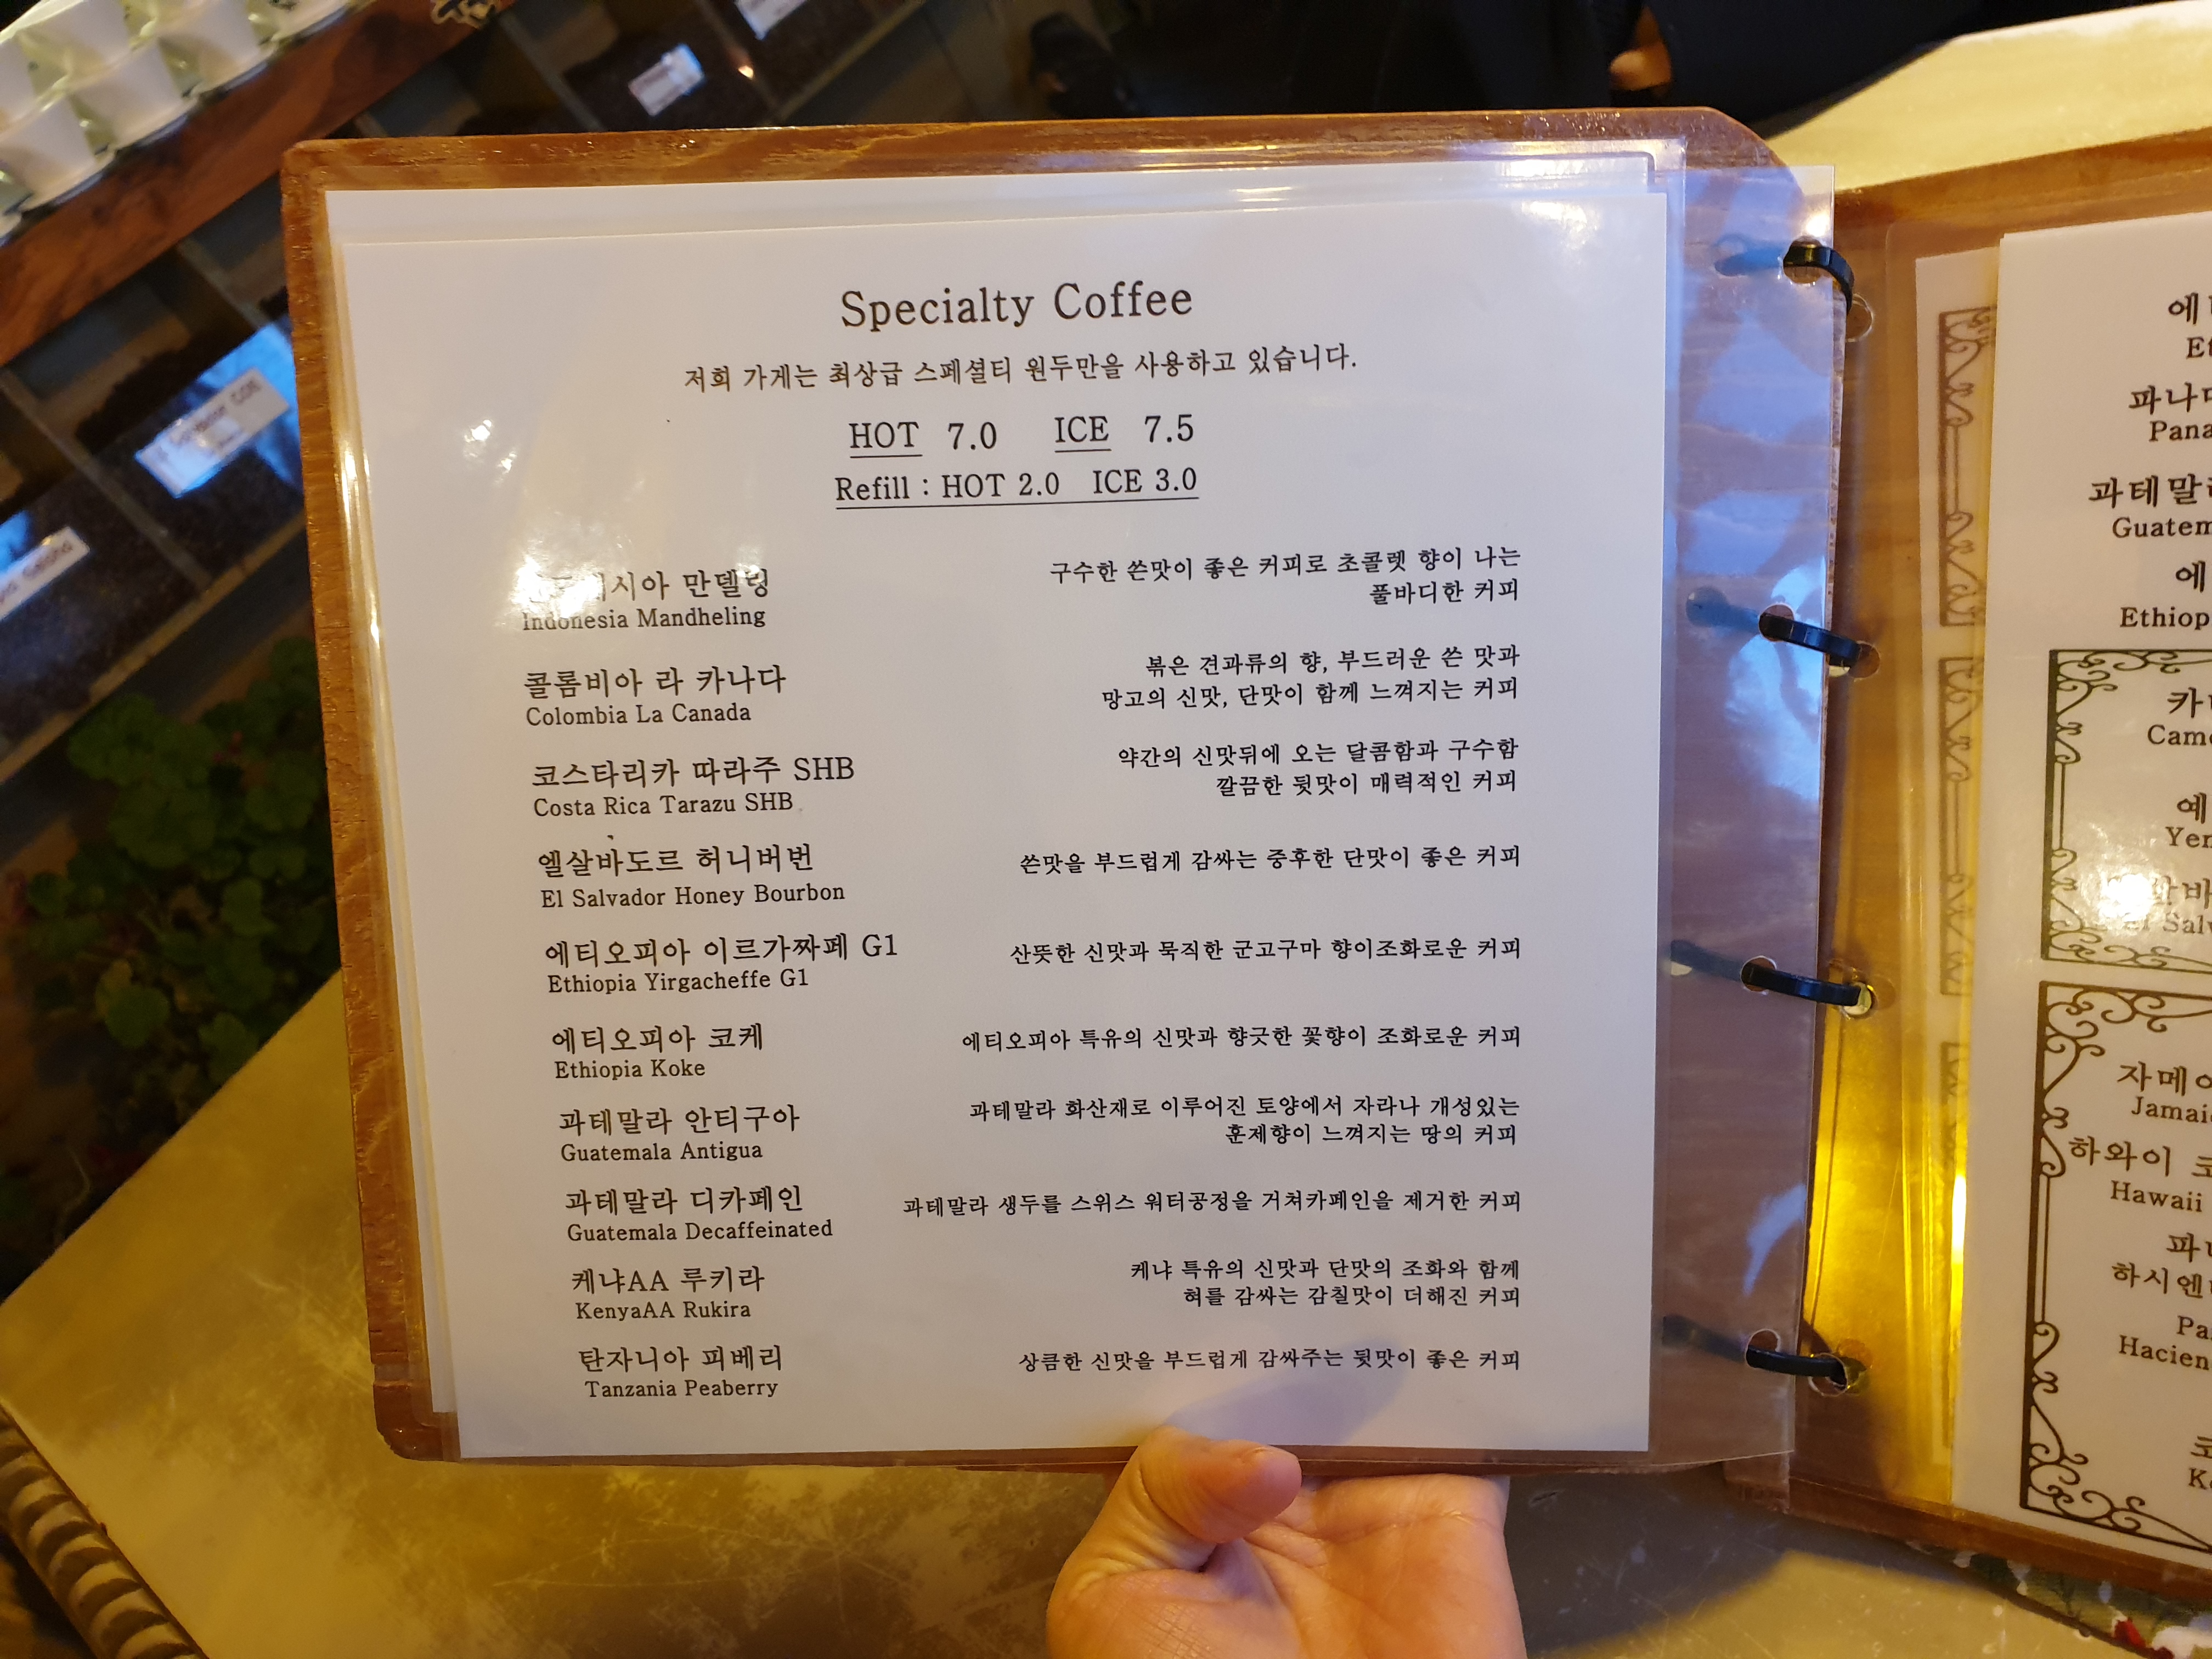 Specialty Coffee
저희 가게는 최상급 스페셜티 원두만을 사용하고 있습니다.
HOT 7.0 ICE 7.5
Refill : HOT 2.0 ICE 3.0
만델링
Indonesia Mandheling
구수한 쓴맛이 좋은 커피로 초콜렛 향이 나는
풀바디한 커피
콜롬비아 라 카나다
Colombia La Canada
볶은 견과류의 향, 부드러운 쓴 맛과
망고의 신맛, 단맛이 함께 느껴지는 커피
코스타리카 따라주 SHB
Costa Rica Tarazu SHB
약간의 신맛뒤에 오는 달콤함과 구수함
깔끔한 뒷맛이 매력적인 커피
엘살바도르 허니버번
El Salvador Honey Bourbon
쓴맛을 부드럽게 감싸는 중후한 단맛이 좋은 커피
에티오피아 이르가짜페 G1
Ethiopia Yirgacheffe G1
산뜻한 신맛과 묵직한 군고구마 향이조화로운 커피
에티오피아 코케
Ethiopia Koke
에티오피아 특유의 신맛과 향긋한 꽃향이 조화로운 커피
과테말라 안티구아
Guatemala Antigua
과테말라 화산재로 이루어진 토양에서 자라나 개성있는
훈제향이 느껴지는 땅의 커피
과테말라 디카페인
Guatemala Decaffeinated
과테말라 생두를 스위스 워터공정을 거쳐카페인을 제거한 커피
케냐AA 루키라
KenyaAA Rukira
케냐 특유의 신맛과 단맛의 조화와 함께
혀를 감싸는 감칠맛이 더해진 커피
탄자니아 피베리
Tanzania Peaberry
상큼한 신맛을 부드럽게 감싸주는 뒷맛이 좋은 커피
하와이
Hawaii